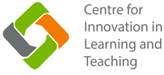 Centre for
Innovation in
Learning and
Teaching